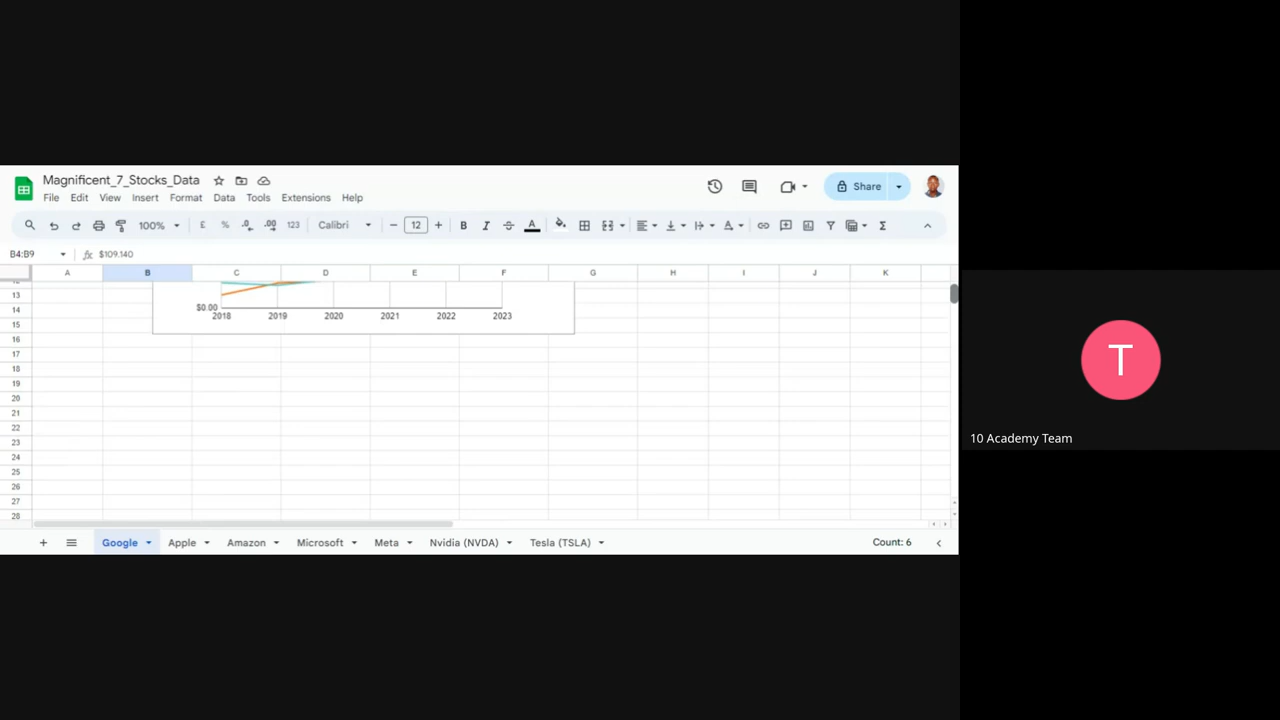 Magnificent_7_Stocks_Data
File Edit View Insert Format Data Tools Extensions Help
Share
100% £ % .0 .00 123 Calibri 12 B I A
B4:B9 fx $109.140
A B C D E F G H I J K
13
14
15
16
17
18
19
20
21
22
23
24
25
26
27
28
$0.00
2018 2019 2020 2021 2022 2023
Google Apple Amazon Microsoft Meta Nvidia (NVDA) Tesla (TSLA) Count: 6
T
10 Academy Team